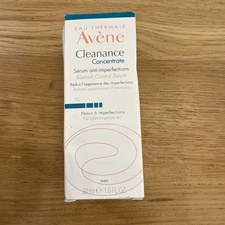 EAU THERMALE
Avène
Cleanance
Concentrate
Sérum anti-imperfections
Blemish Control Serum
Réduit l'apparence des imperfections
Peaux à imperfections
30 ml ℮ 1.0 FL.OZ.